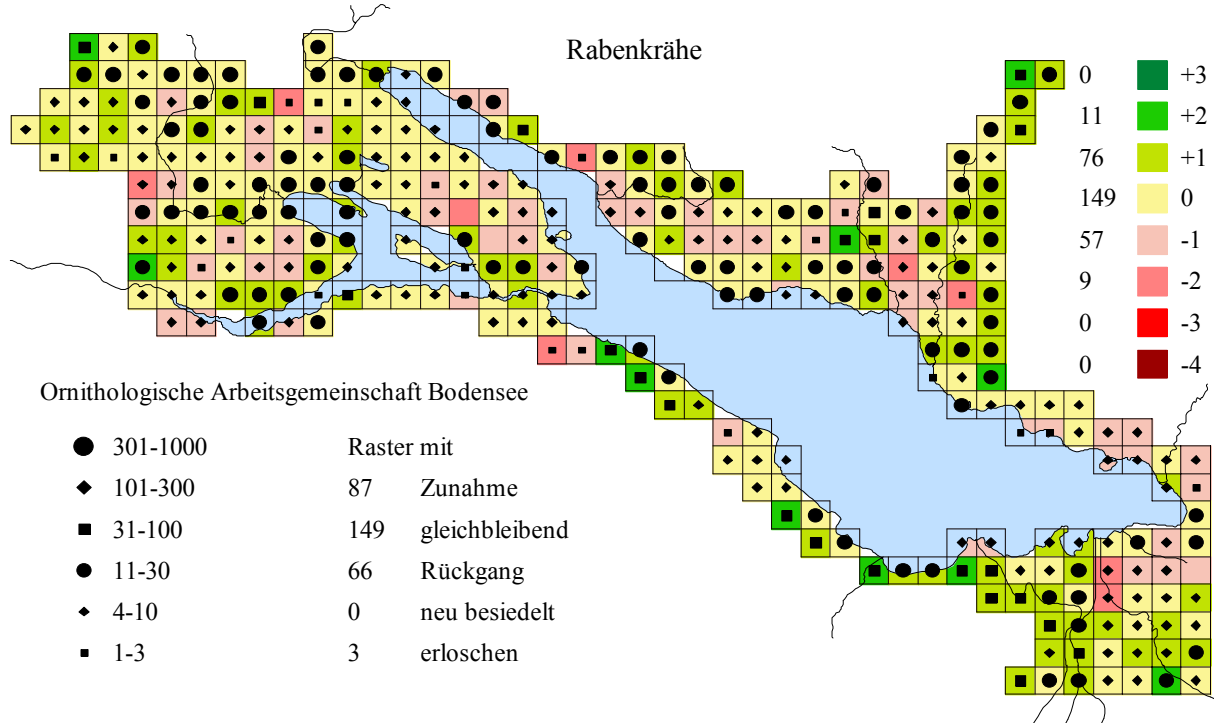 Rabenkrähe
0 +3
11 +2
76 +1
149 0
57 -1
9 -2
0 -3
0 -4
Ornithologische Arbeitsgemeinschaft Bodensee
301-1000 Raster mit
101-300 87 Zunahme
31-100 149 gleichbleibend
11-30 66 Rückgang
4-10 0 neu besiedelt
1-3 3 erloschen